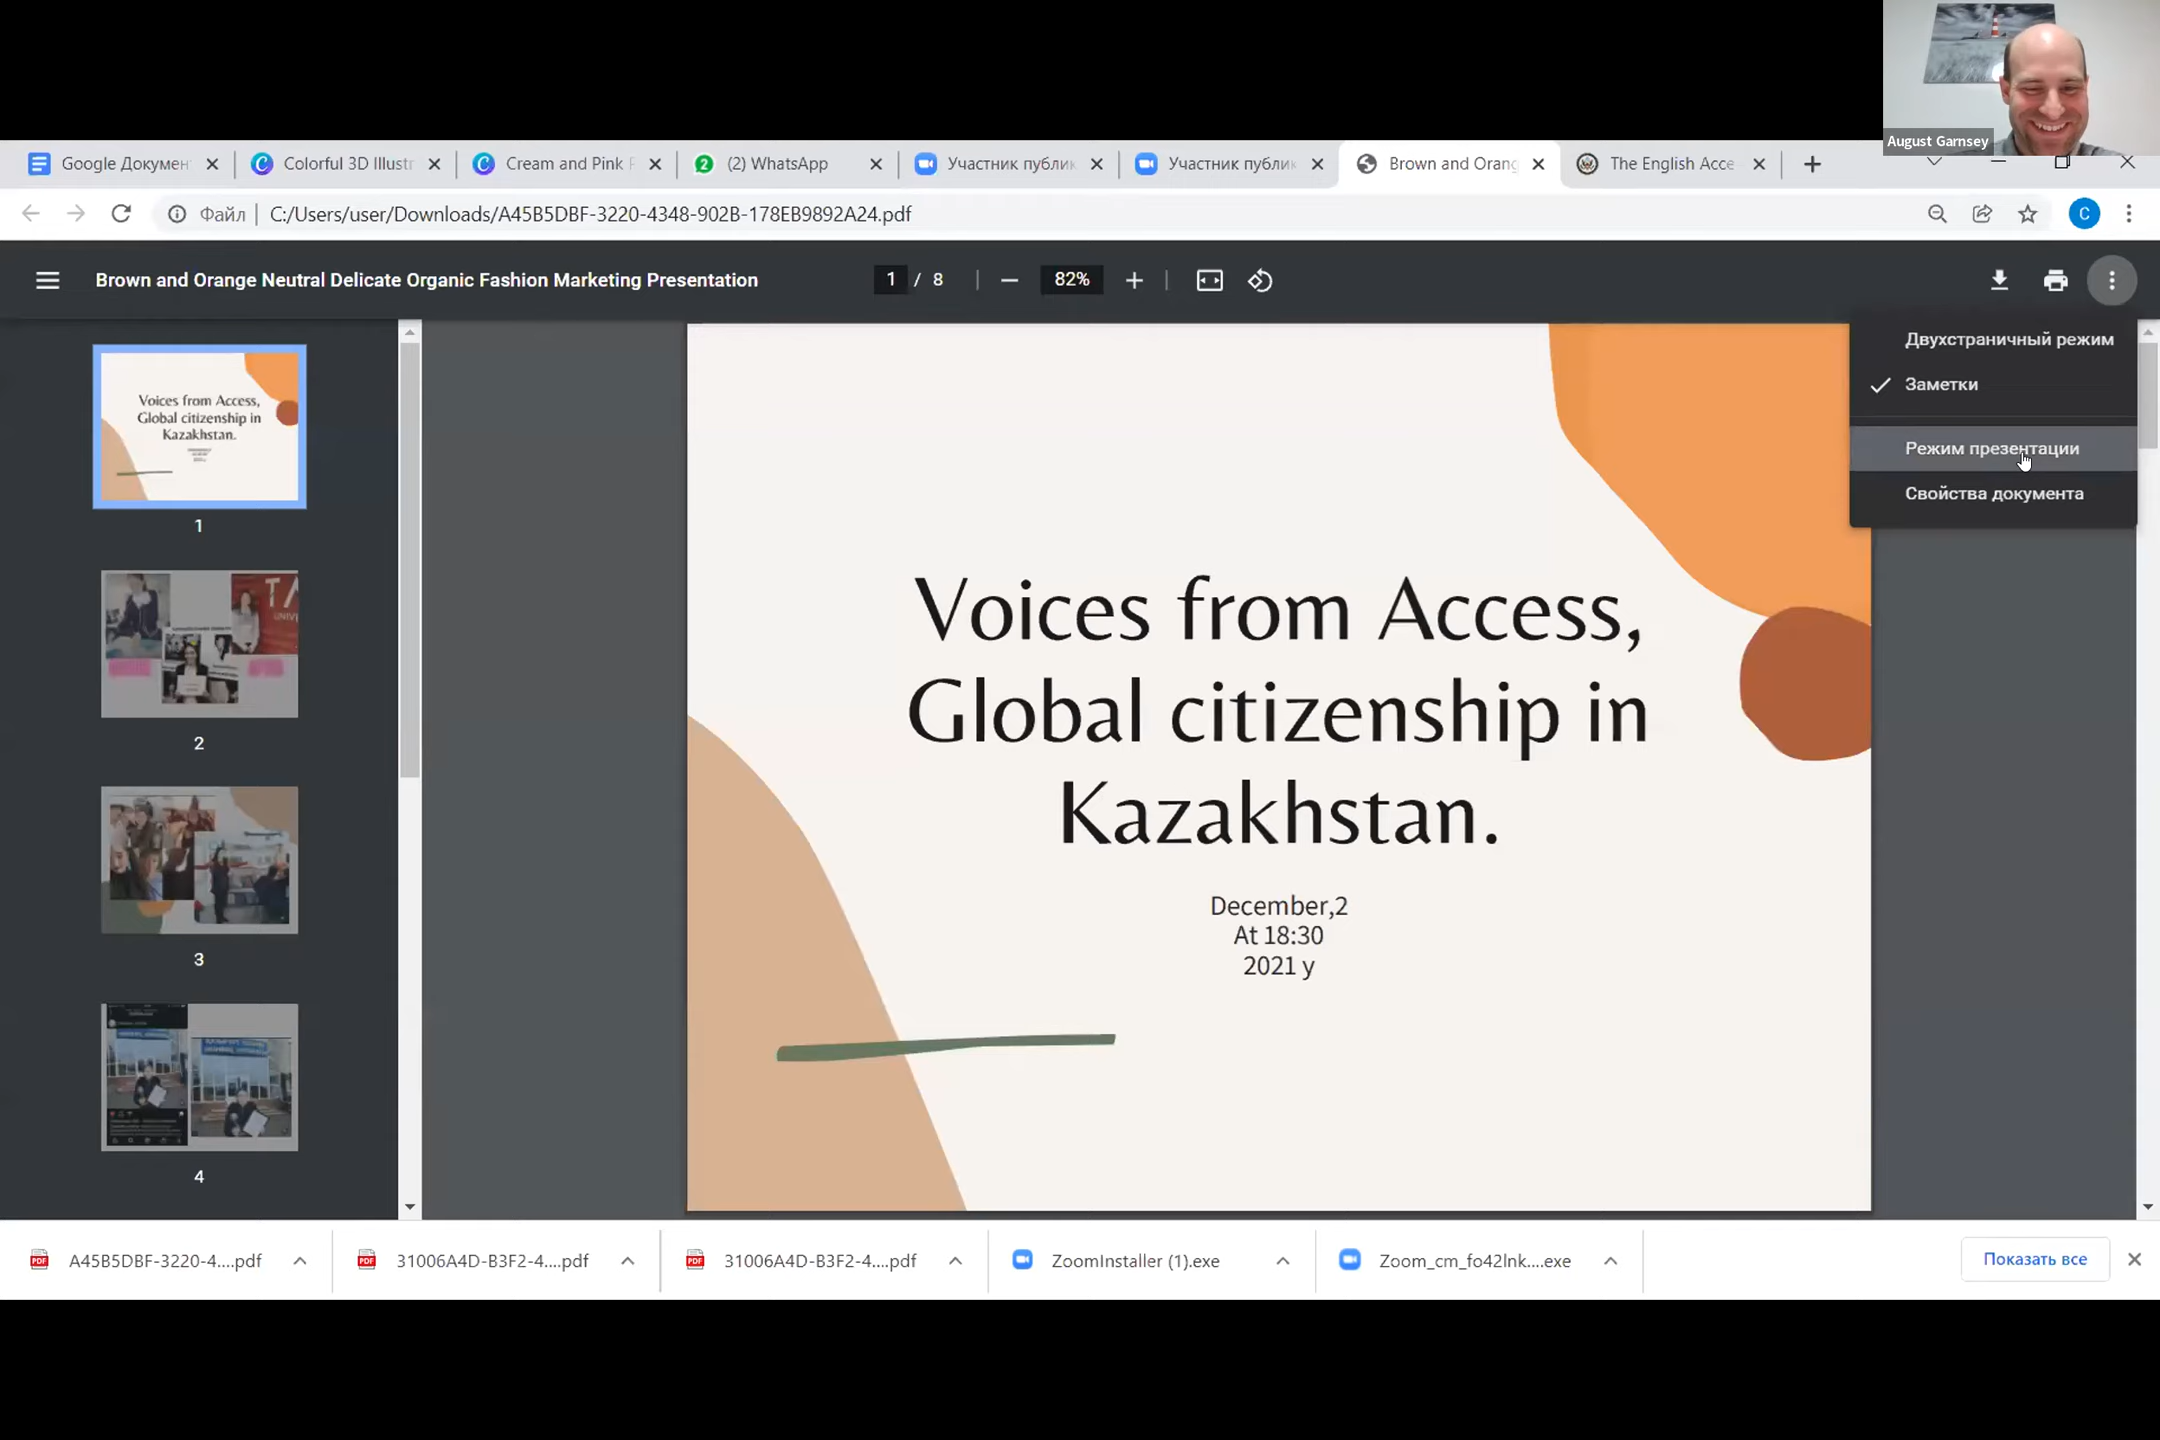 August Garnsey
Google Докумен
Colorful 3D Illustr
Cream and Pink P
2
(2) WhatsApp
Участник публик
Участник публик
Brown and Orang
The English Acce
Файл
C:/Users/user/Downloads/A45B5DBF-3220-4348-902B-178EB9892A24.pdf
C
Brown and Orange Neutral Delicate Organic Fashion Marketing Presentation
1 / 8
82%
Двухстраничный режим
Заметки
Режим презентации
Свойства документа
Voices from Access,
Global citizenship in
Kazakhstan.
1
2
3
4
Voices from Access,
Global citizenship in
Kazakhstan.
December,2
At 18:30
2021 y
A45B5DBF-3220-4....pdf
31006A4D-B3F2-4....pdf
31006A4D-B3F2-4....pdf
ZoomInstaller (1).exe
Zoom_cm_fo42lnk....exe
Показать все